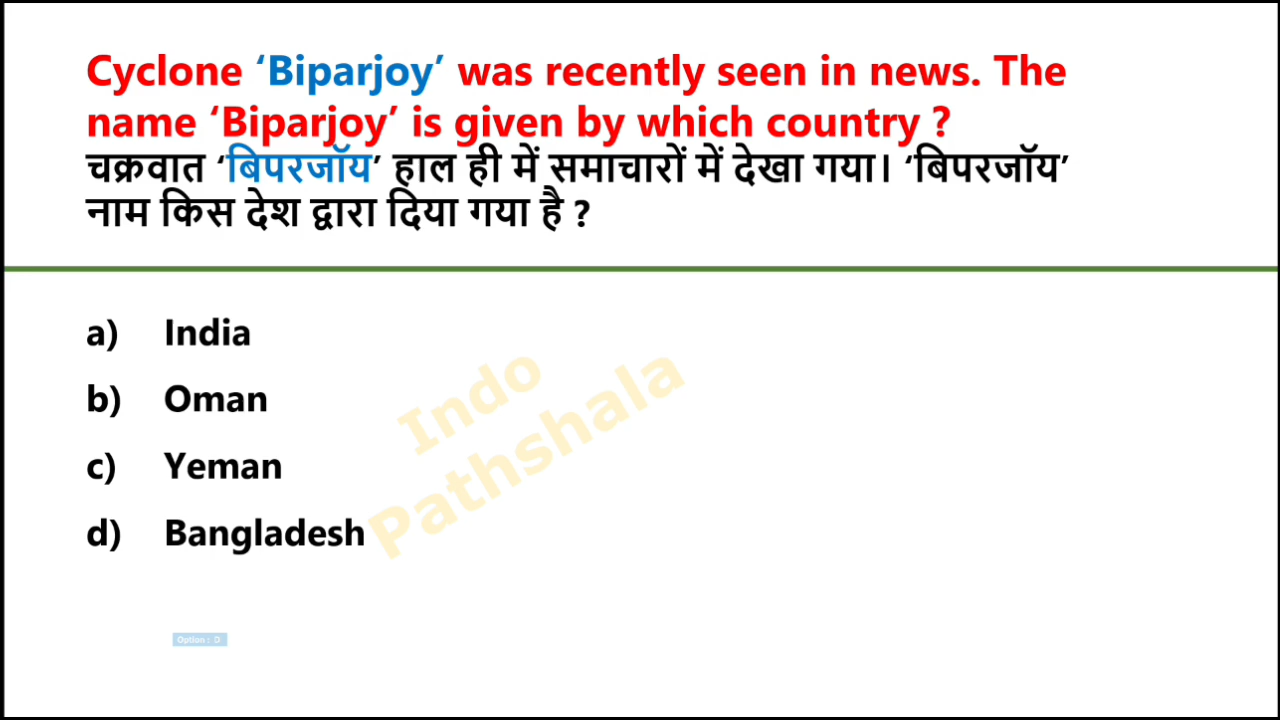 Cyclone ‘Biparjoy’ was recently seen in news. The
name ‘Biparjoy’ is given by which country ?
चक्रवात ‘बिपरजॉय’ हाल ही में समाचारों में देखा गया। ‘बिपरजॉय’
नाम किस देश द्वारा दिया गया है ?
a) India
b) Oman
c) Yeman
d) Bangladesh
Indo
Pathshala
Option : D